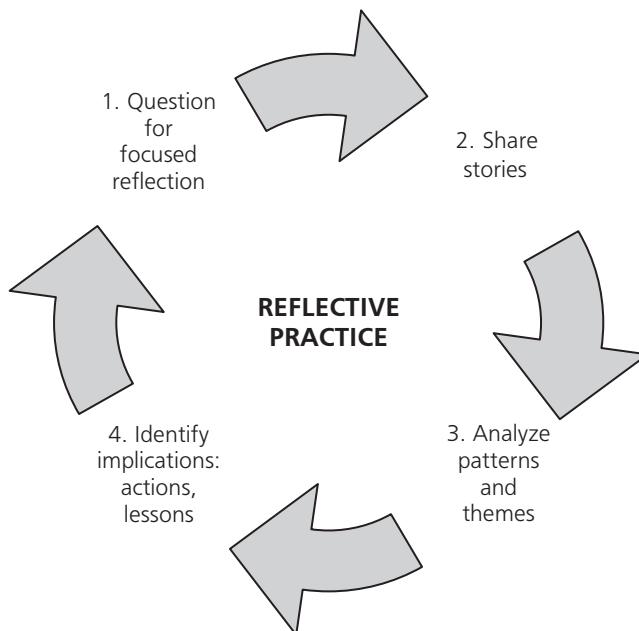 1. Question
for
focused
reflection
2. Share
stories
REFLECTIVE
PRACTICE
3. Analyze
patterns
and
themes
4. Identify
implications:
actions,
lessons